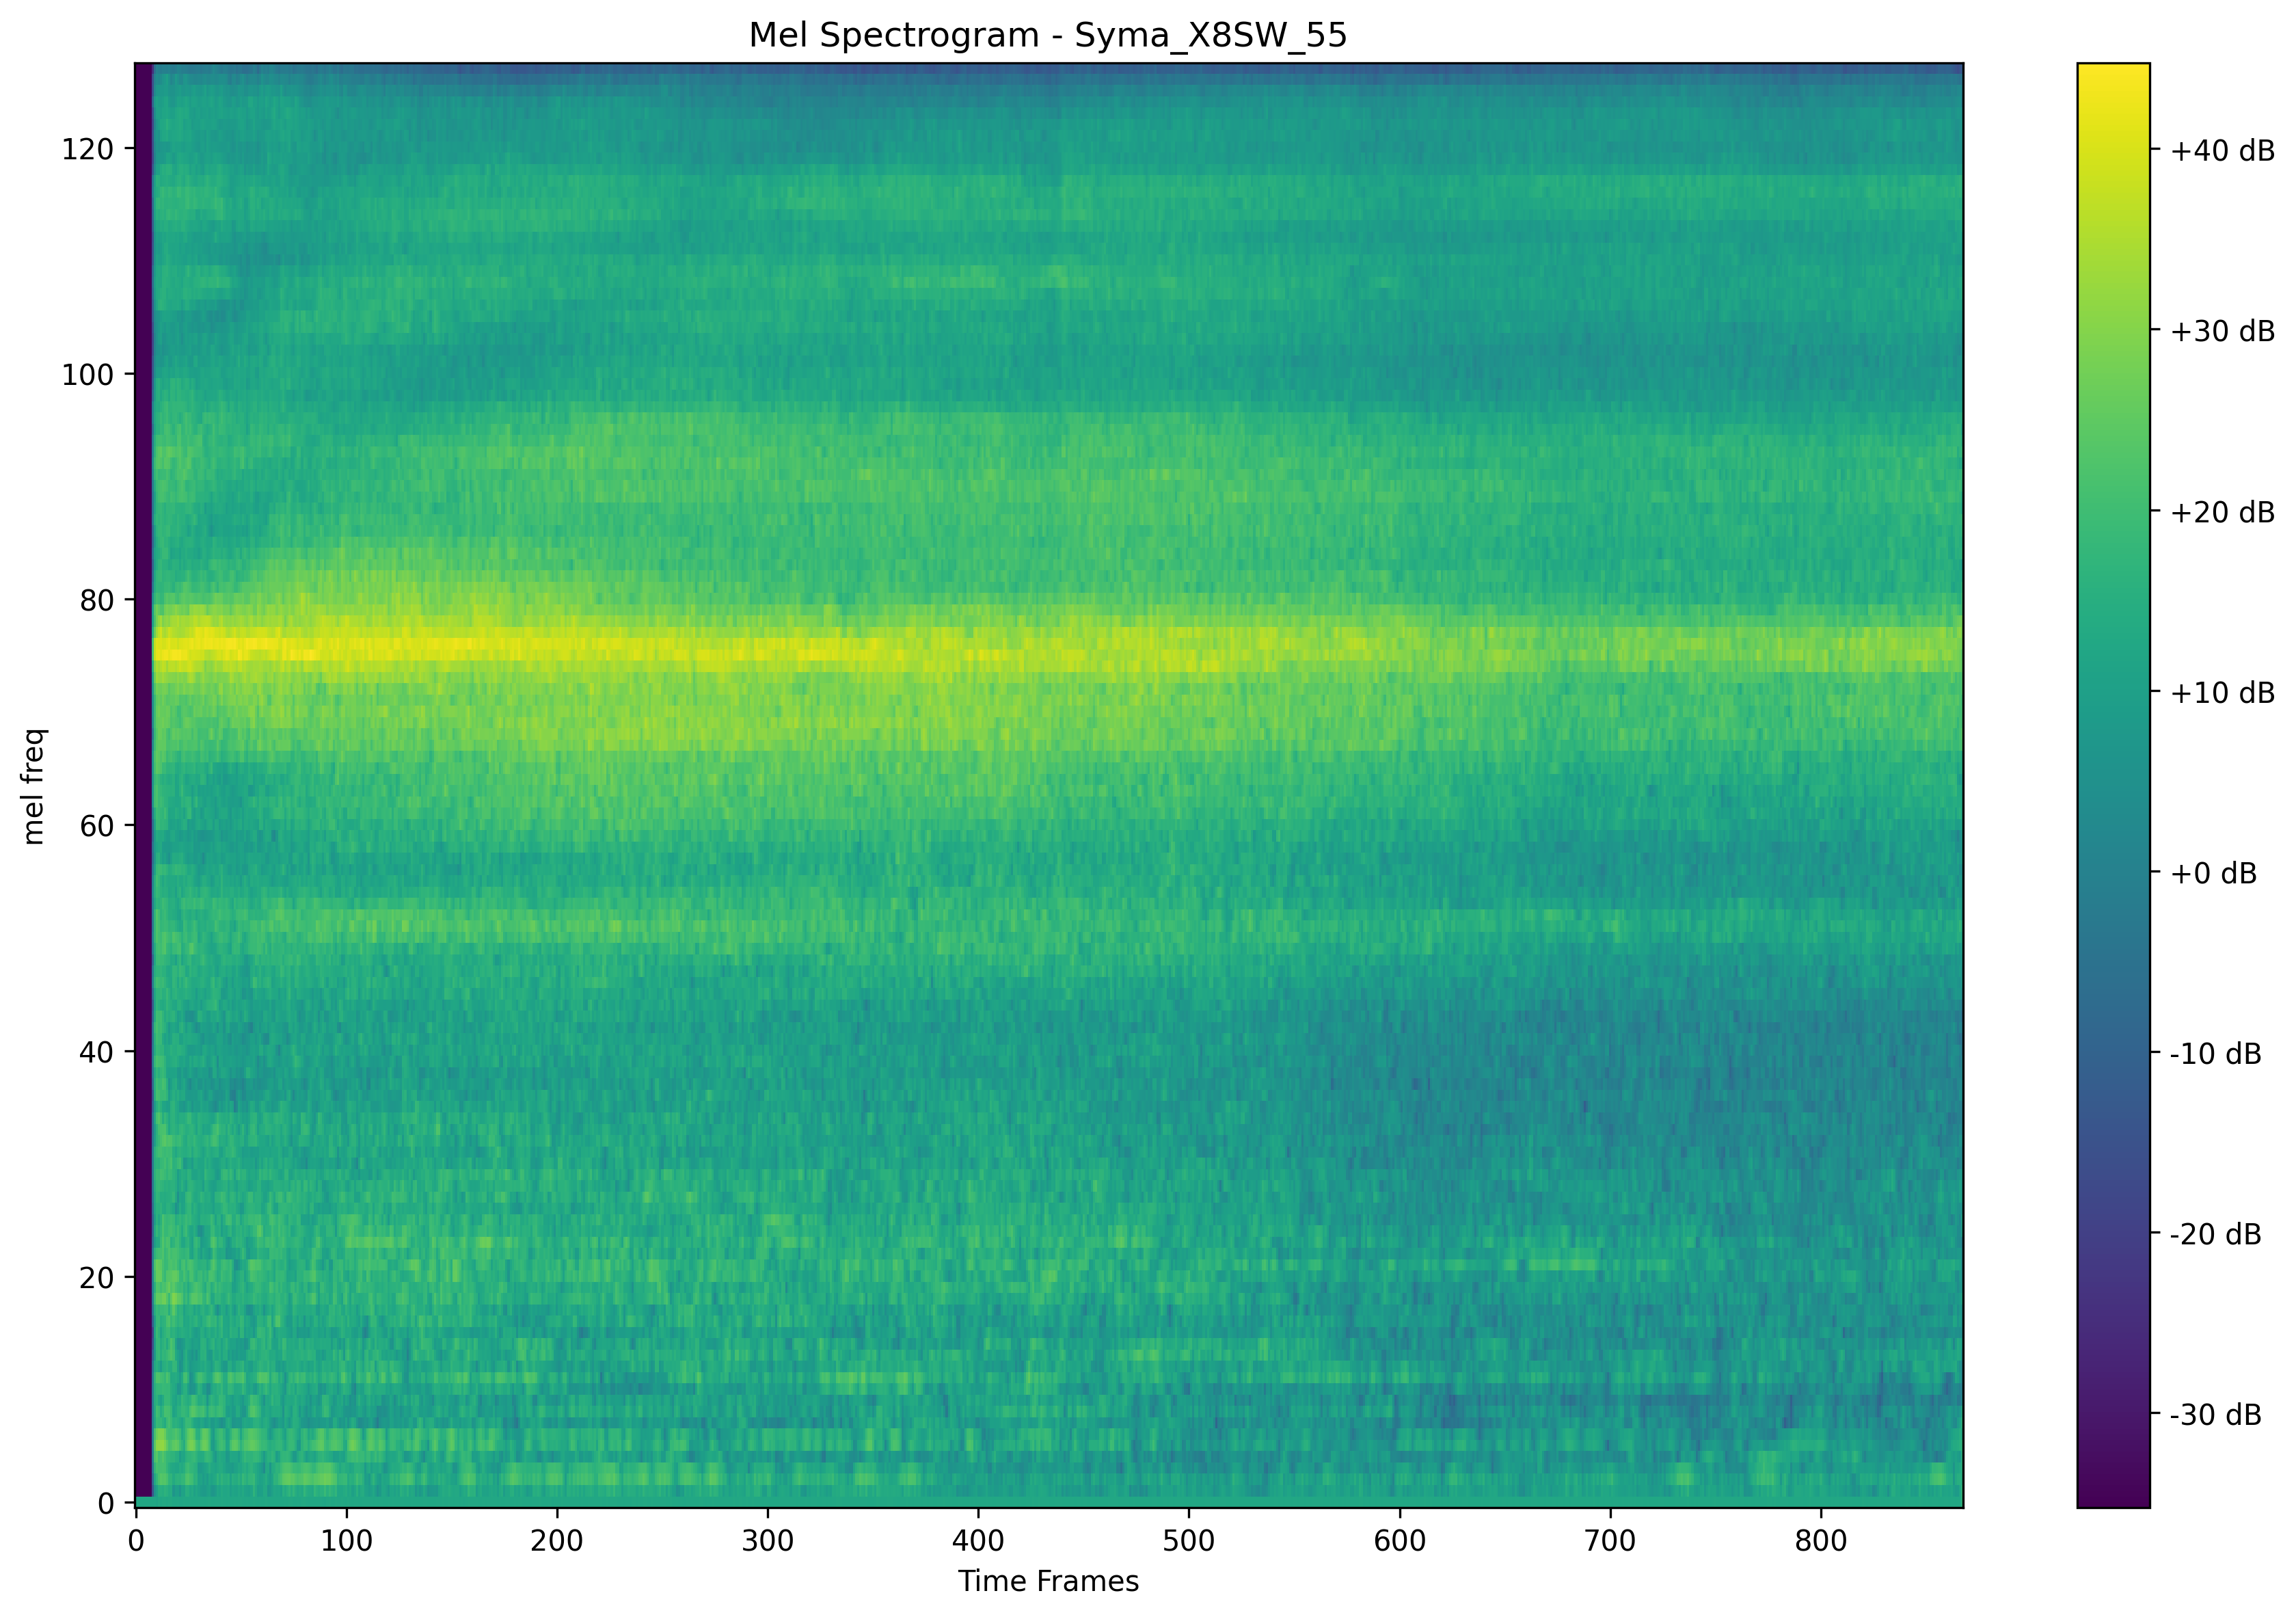 Mel Spectrogram - Syma_X8SW_55
mel freq
120
100
80
60
40
20
0
0 100 200 300 400 500 600 700 800
Time Frames
+40 dB
+30 dB
+20 dB
+10 dB
+0 dB
-10 dB
-20 dB
-30 dB